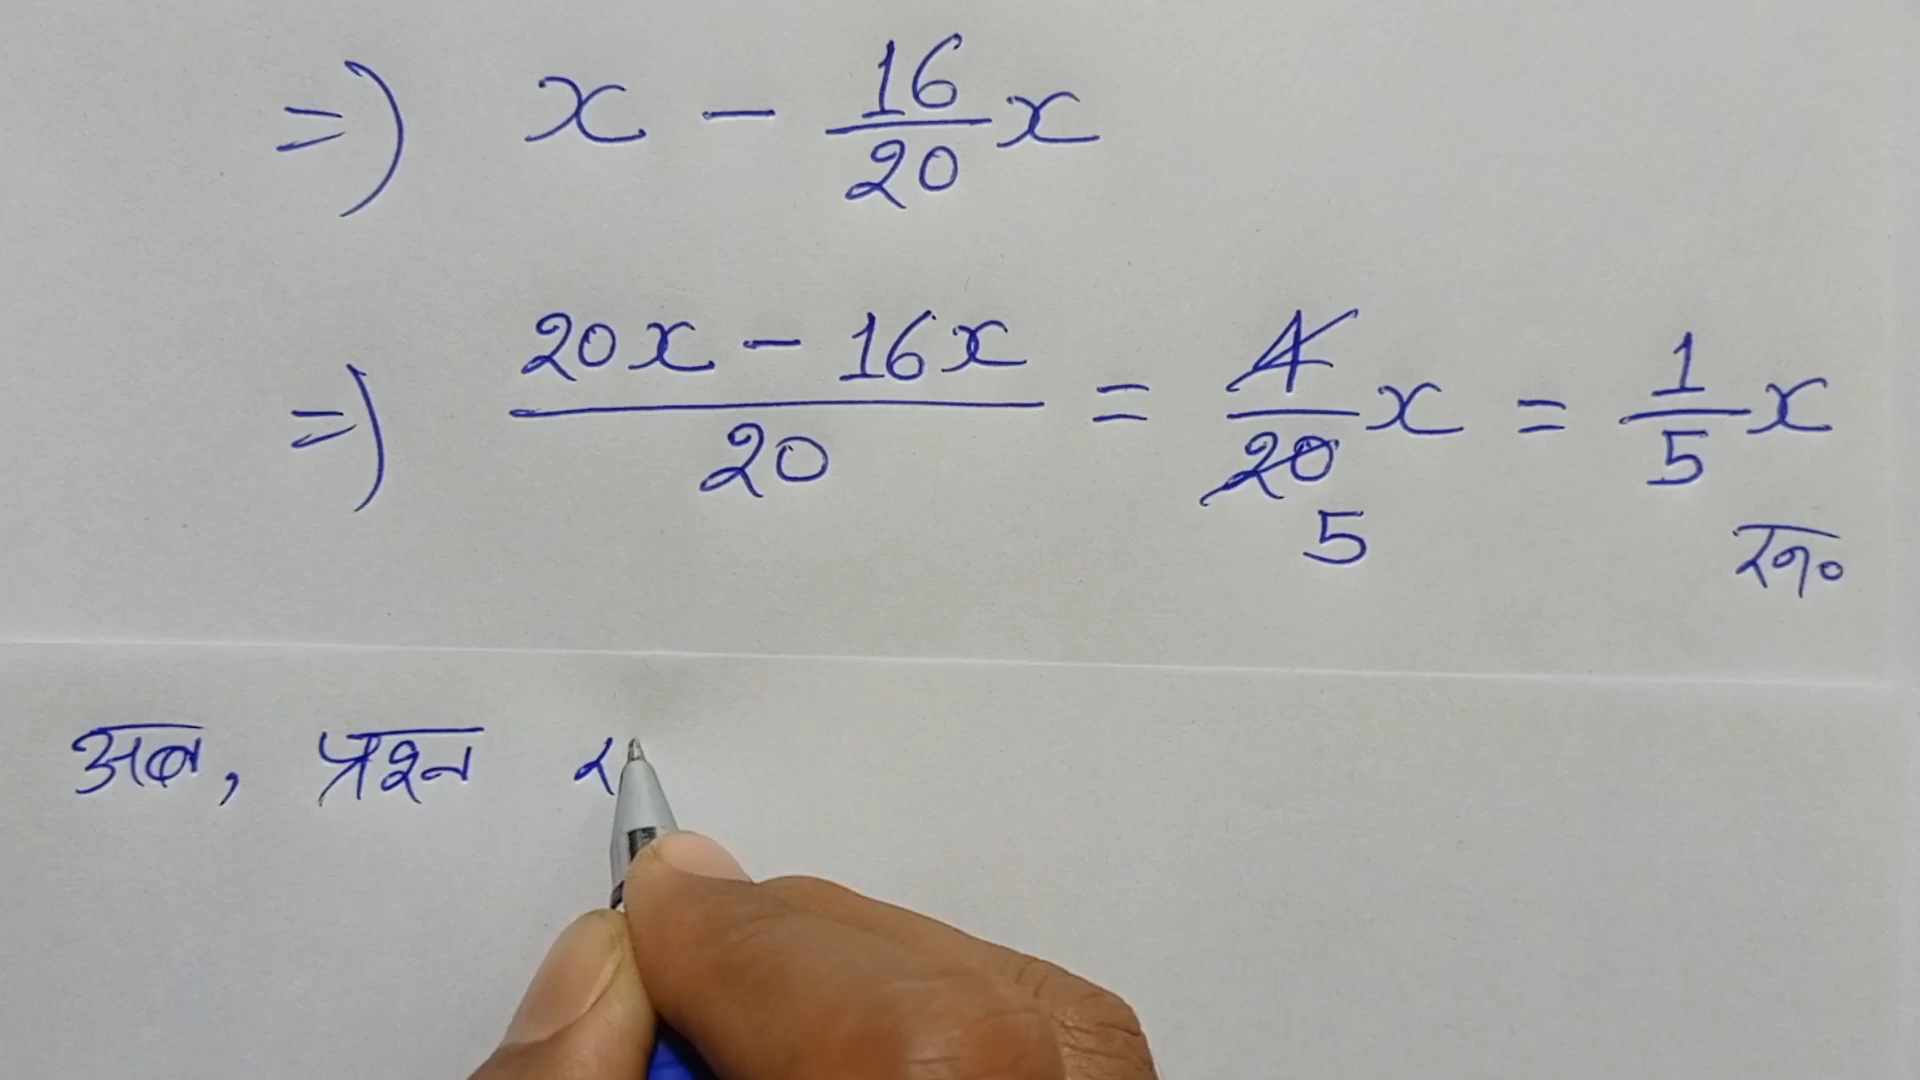 => x - 16/20 x
=> (20x - 16x)/20 = 4/20 x = 1/5 x
5
रु०
अब, प्रश्न